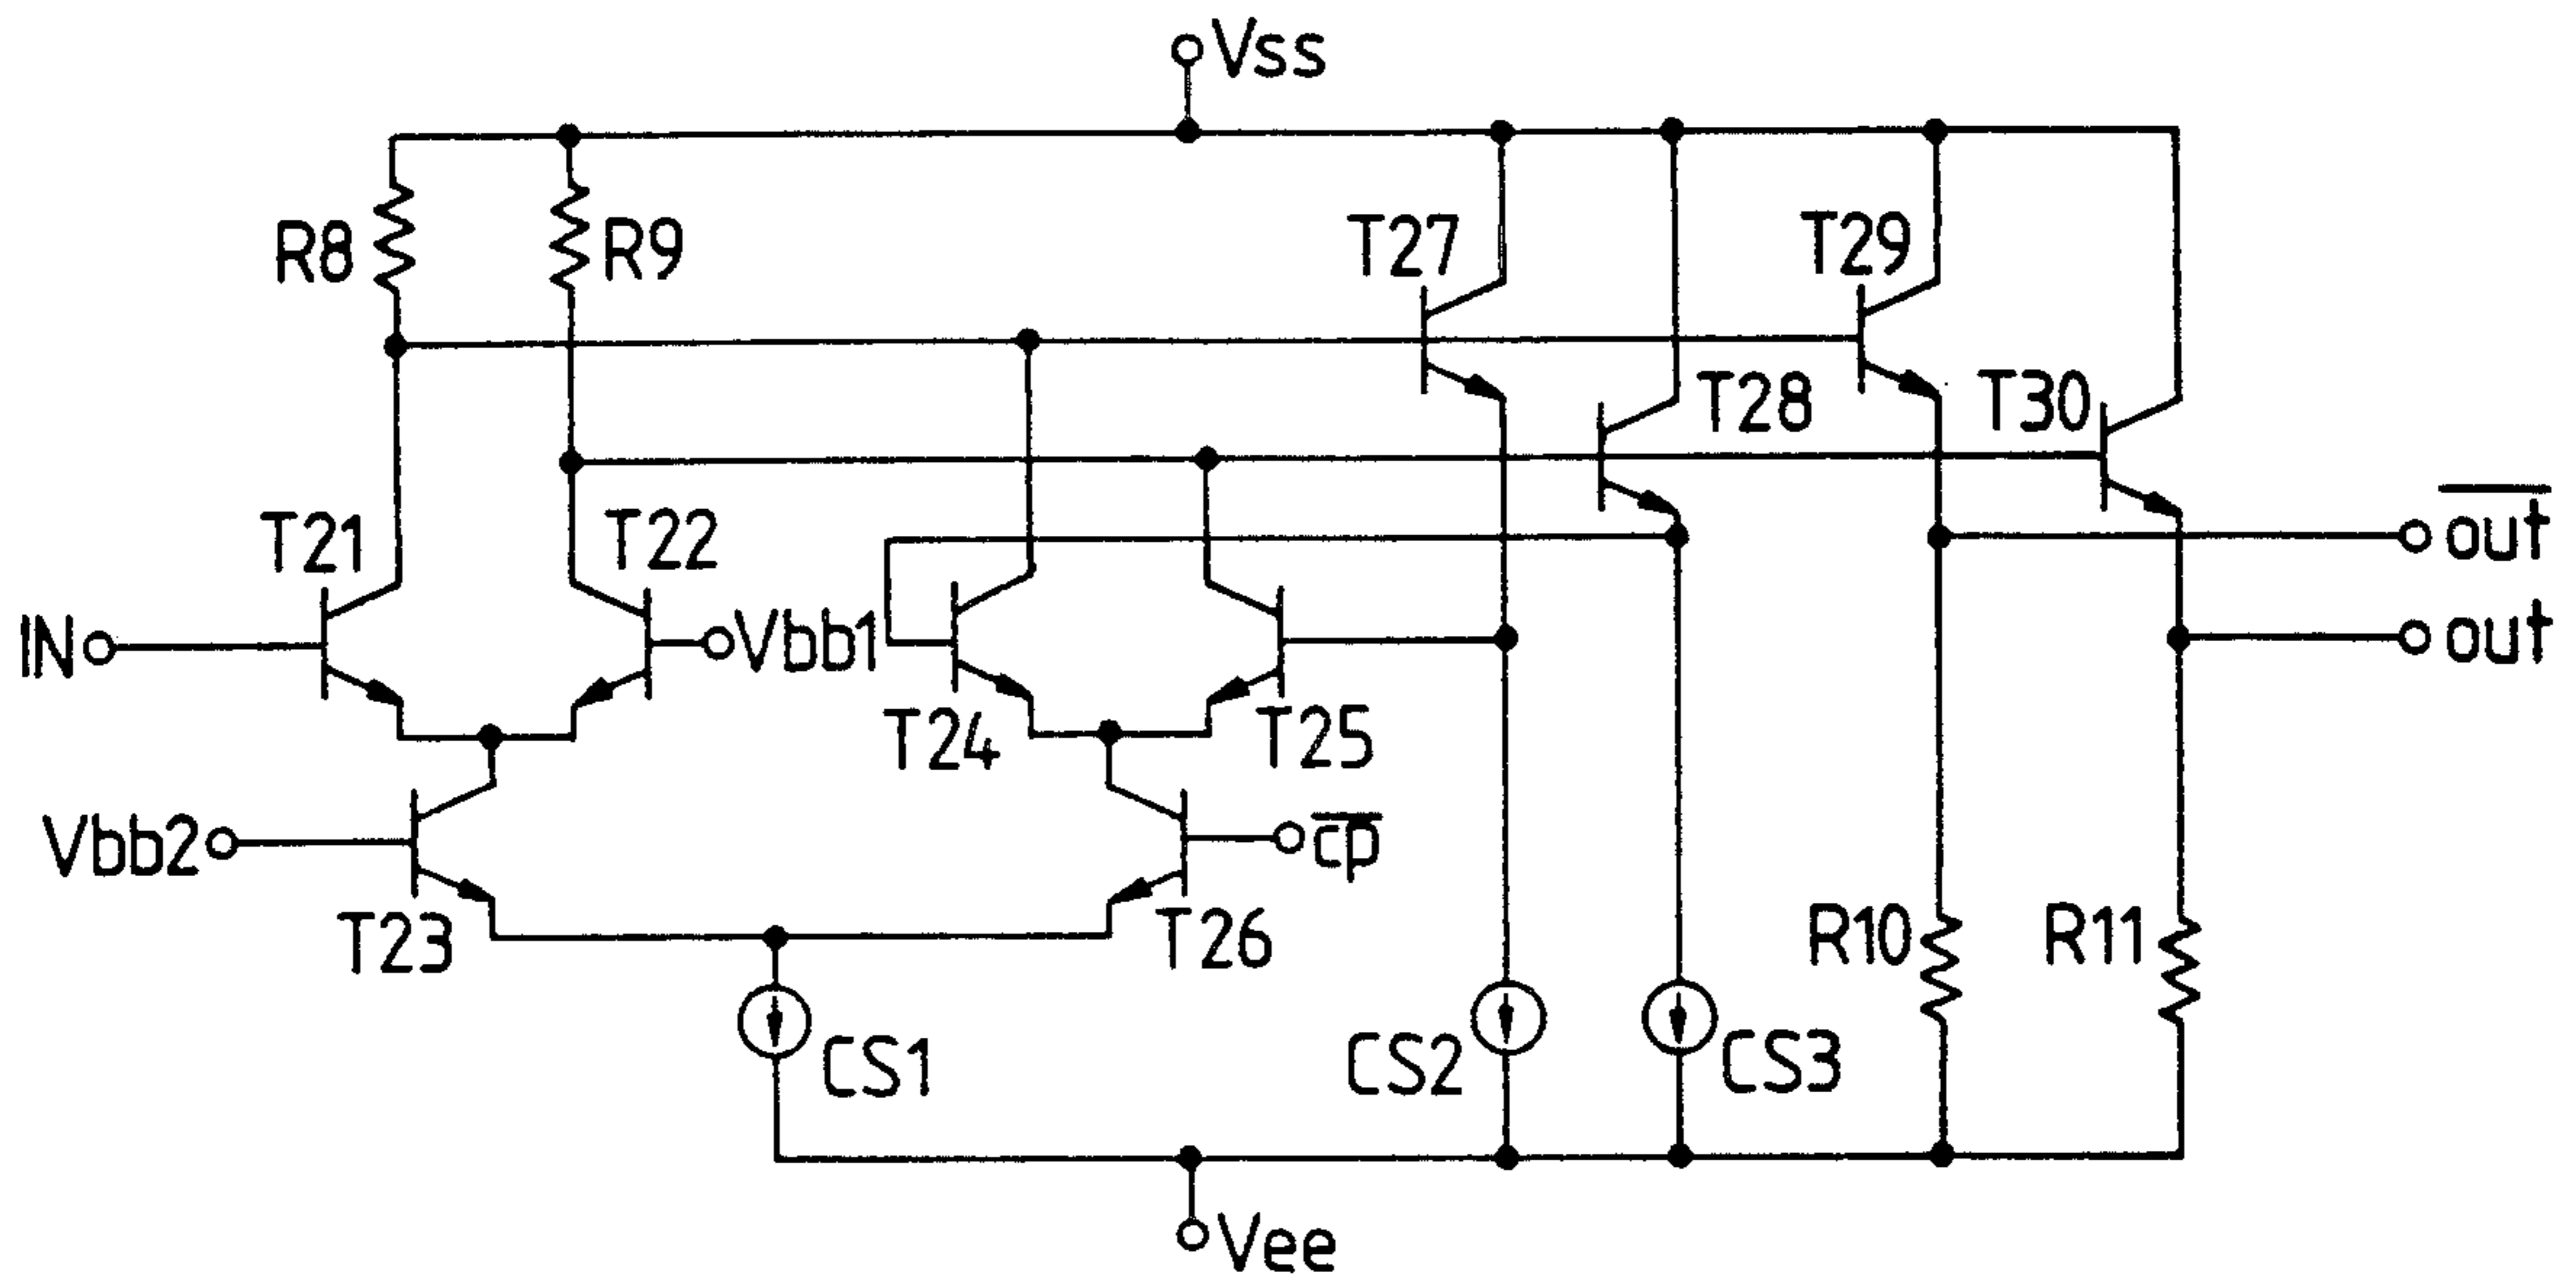 Vss
R8
R9
T27
T29
T28
T30
T21
T22
out
IN
Vbb1
out
T24
T25
Vbb2
cp
T23
T26
R10
R11
CS1
CS2
CS3
Vee